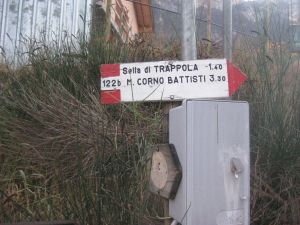 Sella di TRAPPOLA -1.40
122b M. CORNO BATTISTI 3.30